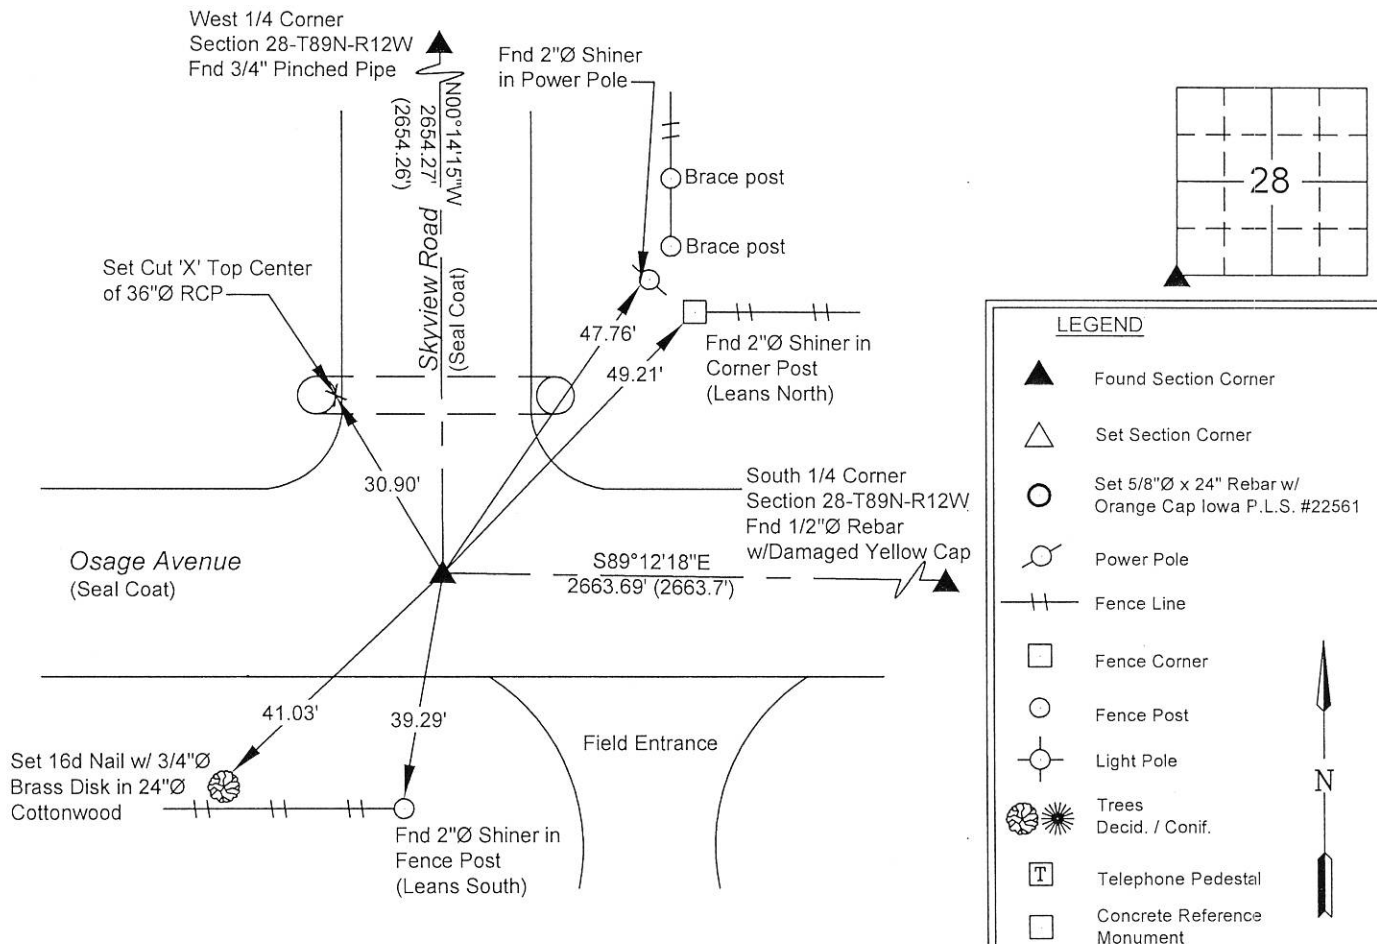 West 1/4 Corner
Section 28-T89N-R12W
Fnd 3/4" Pinched Pipe
Fnd 2"Ø Shiner
in Power Pole
N00°14'15"W
2654.27'
(2654.26')
Brace post
Brace post
28
Set Cut 'X' Top Center
of 36"Ø RCP
Skyview Road
(Seal Coat)
47.76'
49.21'
Fnd 2"Ø Shiner in
Corner Post
(Leans North)
30.90'
South 1/4 Corner
Section 28-T89N-R12W
Fnd 1/2"Ø Rebar
w/Damaged Yellow Cap
Osage Avenue
(Seal Coat)
S89°12'18"E
2663.69' (2663.7')
41.03'
39.29'
Field Entrance
Set 16d Nail w/ 3/4"Ø
Brass Disk in 24"Ø
Cottonwood
Fnd 2"Ø Shiner in
Fence Post
(Leans South)
LEGEND
Found Section Corner
Set Section Corner
Set 5/8"Ø x 24" Rebar w/
Orange Cap Iowa P.L.S. #22561
Power Pole
Fence Line
Fence Corner
Fence Post
Light Pole
Trees
Decid. / Conif.
T
Telephone Pedestal
Concrete Reference
Monument
N